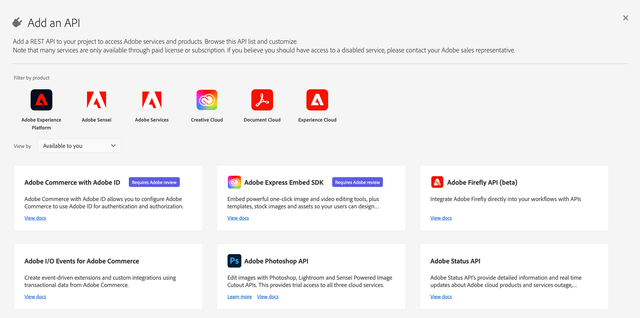 Add an API
Add a REST API to your project to access Adobe services and products. Browse this API list and customize.
Note that many services are only available through paid license or subscription. If you believe you should have access to a disabled service, please contact your Adobe sales representative.
Filter by product
Adobe Experience Platform
Adobe Sensei
Adobe Services
Creative Cloud
Document Cloud
Experience Cloud
View by
Available to you
Adobe Commerce with Adobe ID
Requires Adobe review
Adobe Commerce with Adobe ID allows you to configure Adobe
Commerce to use Adobe ID for authentication and authorization.
View docs
Adobe Express Embed SDK
Requires Adobe review
Embed powerful one-click image and video editing tools, plus
templates, stock images and assets so your users can design...
View docs
Adobe Firefly API (beta)
Integrate Adobe Firefly directly into your workflows with APIs
View docs
Adobe I/O Events for Adobe Commerce
Create event-driven extensions and custom integrations using
transactional data from Adobe Commerce.
View docs
Ps
Adobe Photoshop API
Edit images with Photoshop, Lightroom and Sensei Powered Image
Cutout APIs. This provides trial access to all three cloud services.
Learn more View docs
Adobe Status API
Adobe Status API's provide detailed information and real time
updates about Adobe cloud products and services outage,...
View docs